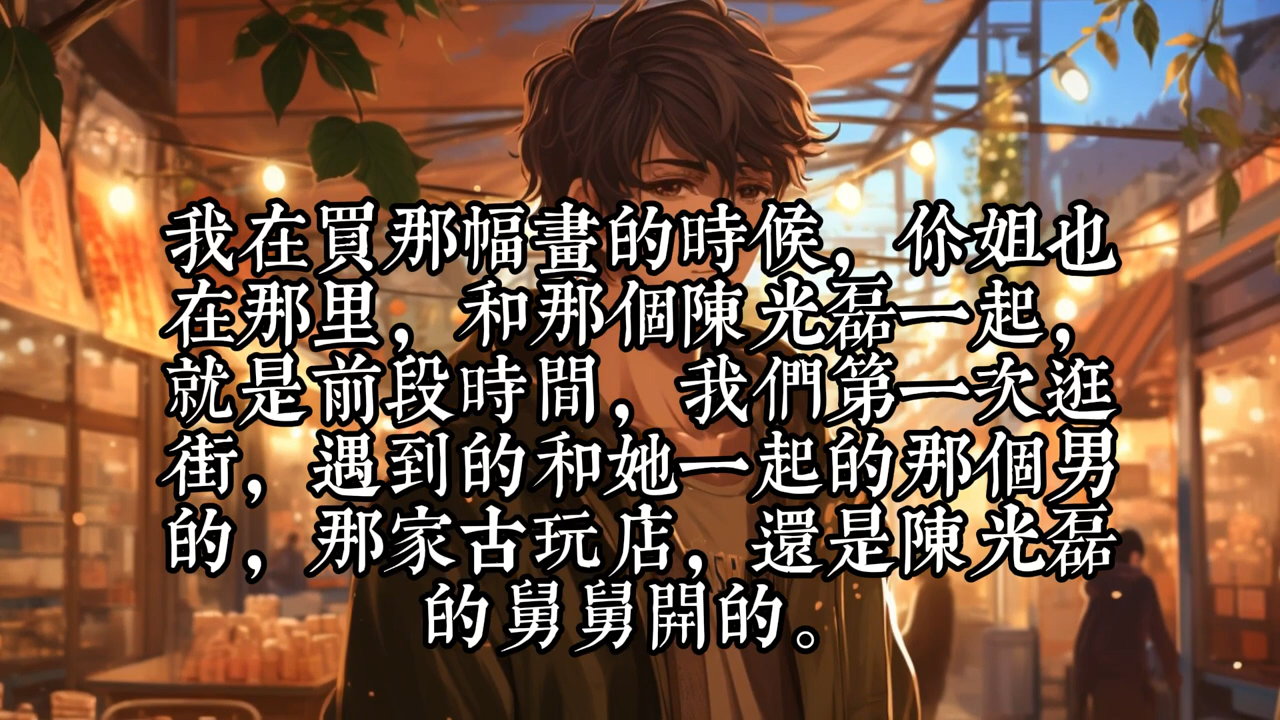 我在買那幅畫的時候，伱姐也
在那里，和那個陳光磊一起，
就是前段時間，我們第一次逛
街，遇到的和她一起的那個男
的，那家古玩店，還是陳光磊
的舅舅開的。